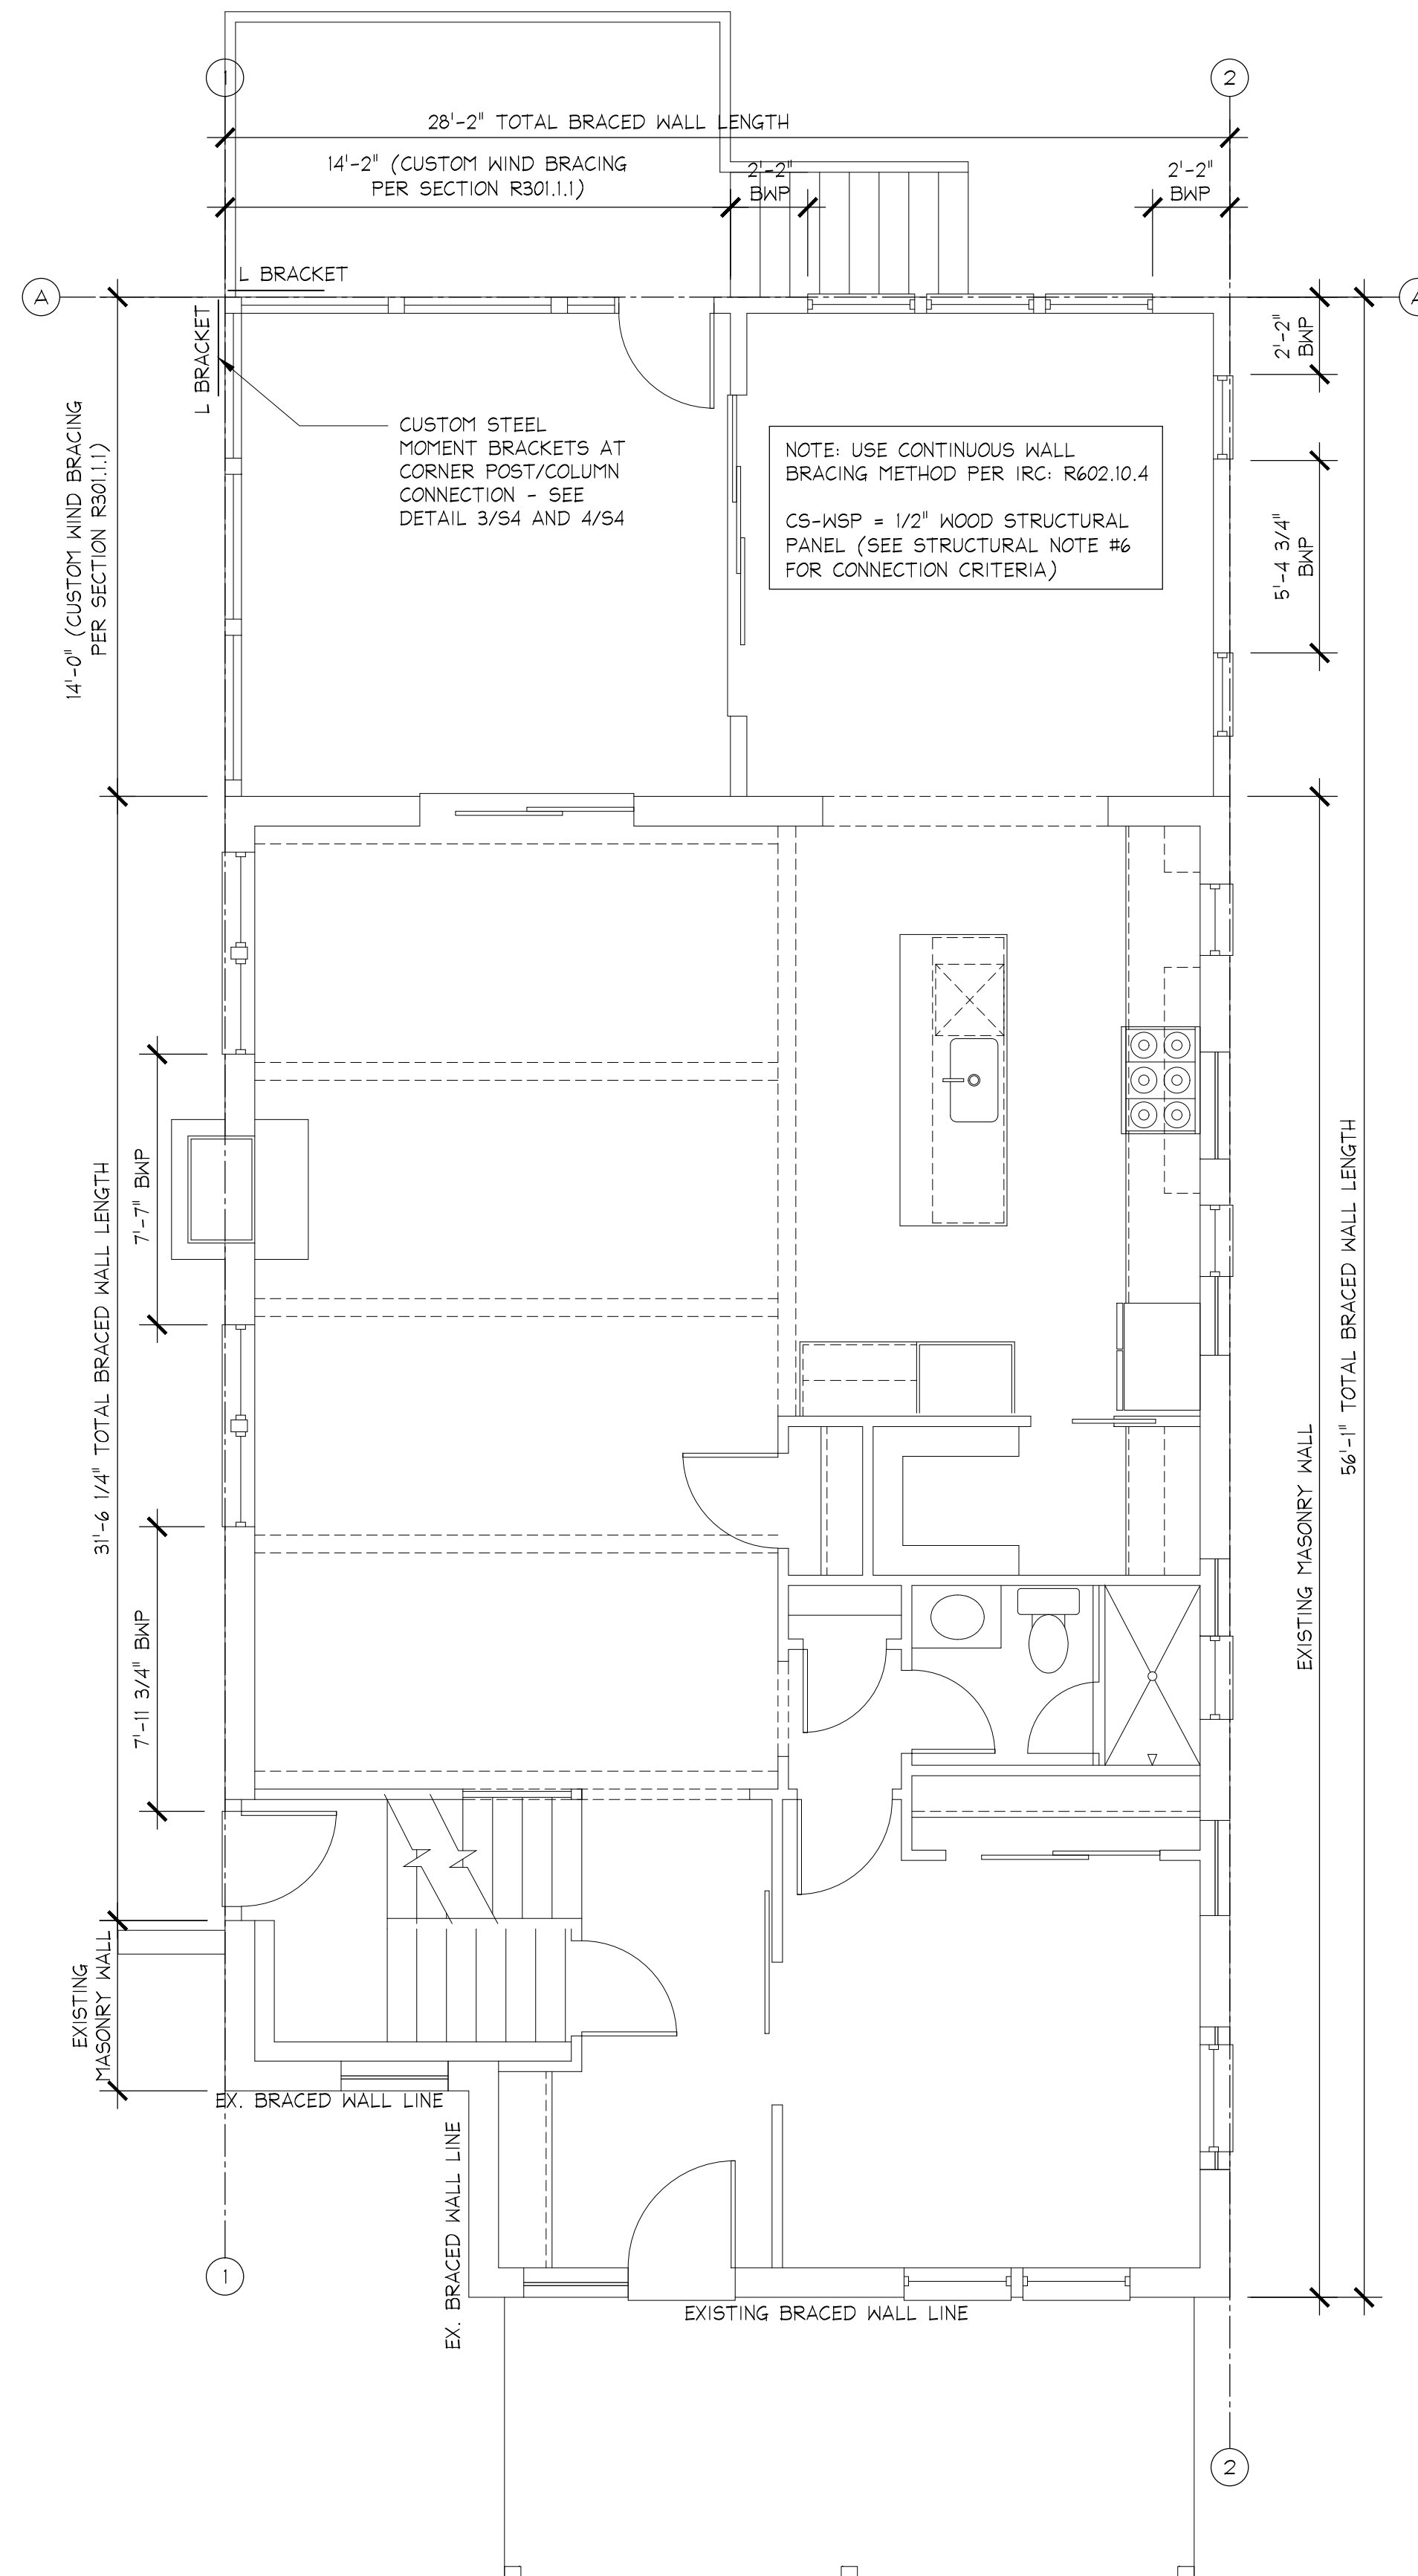 1
2
28'-2" TOTAL BRACED WALL LENGTH
14'-2" (CUSTOM WIND BRACING
PER SECTION R301.1.1)
2'-2"
BWP
2'-2"
BWP
L BRACKET
A
A
L BRACKET
2'-2"
BWP
14'-0" (CUSTOM WIND BRACING
PER SECTION R301.1.1)
CUSTOM STEEL
MOMENT BRACKETS AT
CORNER POST/COLUMN
CONNECTION - SEE
DETAIL 3/S4 AND 4/S4
NOTE: USE CONTINUOUS WALL
BRACING METHOD PER IRC: R602.10.4
CS-WSP = 1/2" WOOD STRUCTURAL
PANEL (SEE STRUCTURAL NOTE #6
FOR CONNECTION CRITERIA)
5'-4 3/4"
BWP
31'-6 1/4" TOTAL BRACED WALL LENGTH
7'-7" BWP
7'-11 3/4" BWP
EXISTING MASONRY WALL
56'-1" TOTAL BRACED WALL LENGTH
EXISTING
MASONRY WALL
EX. BRACED WALL LINE
EX. BRACED WALL LINE
1
EXISTING BRACED WALL LINE
2